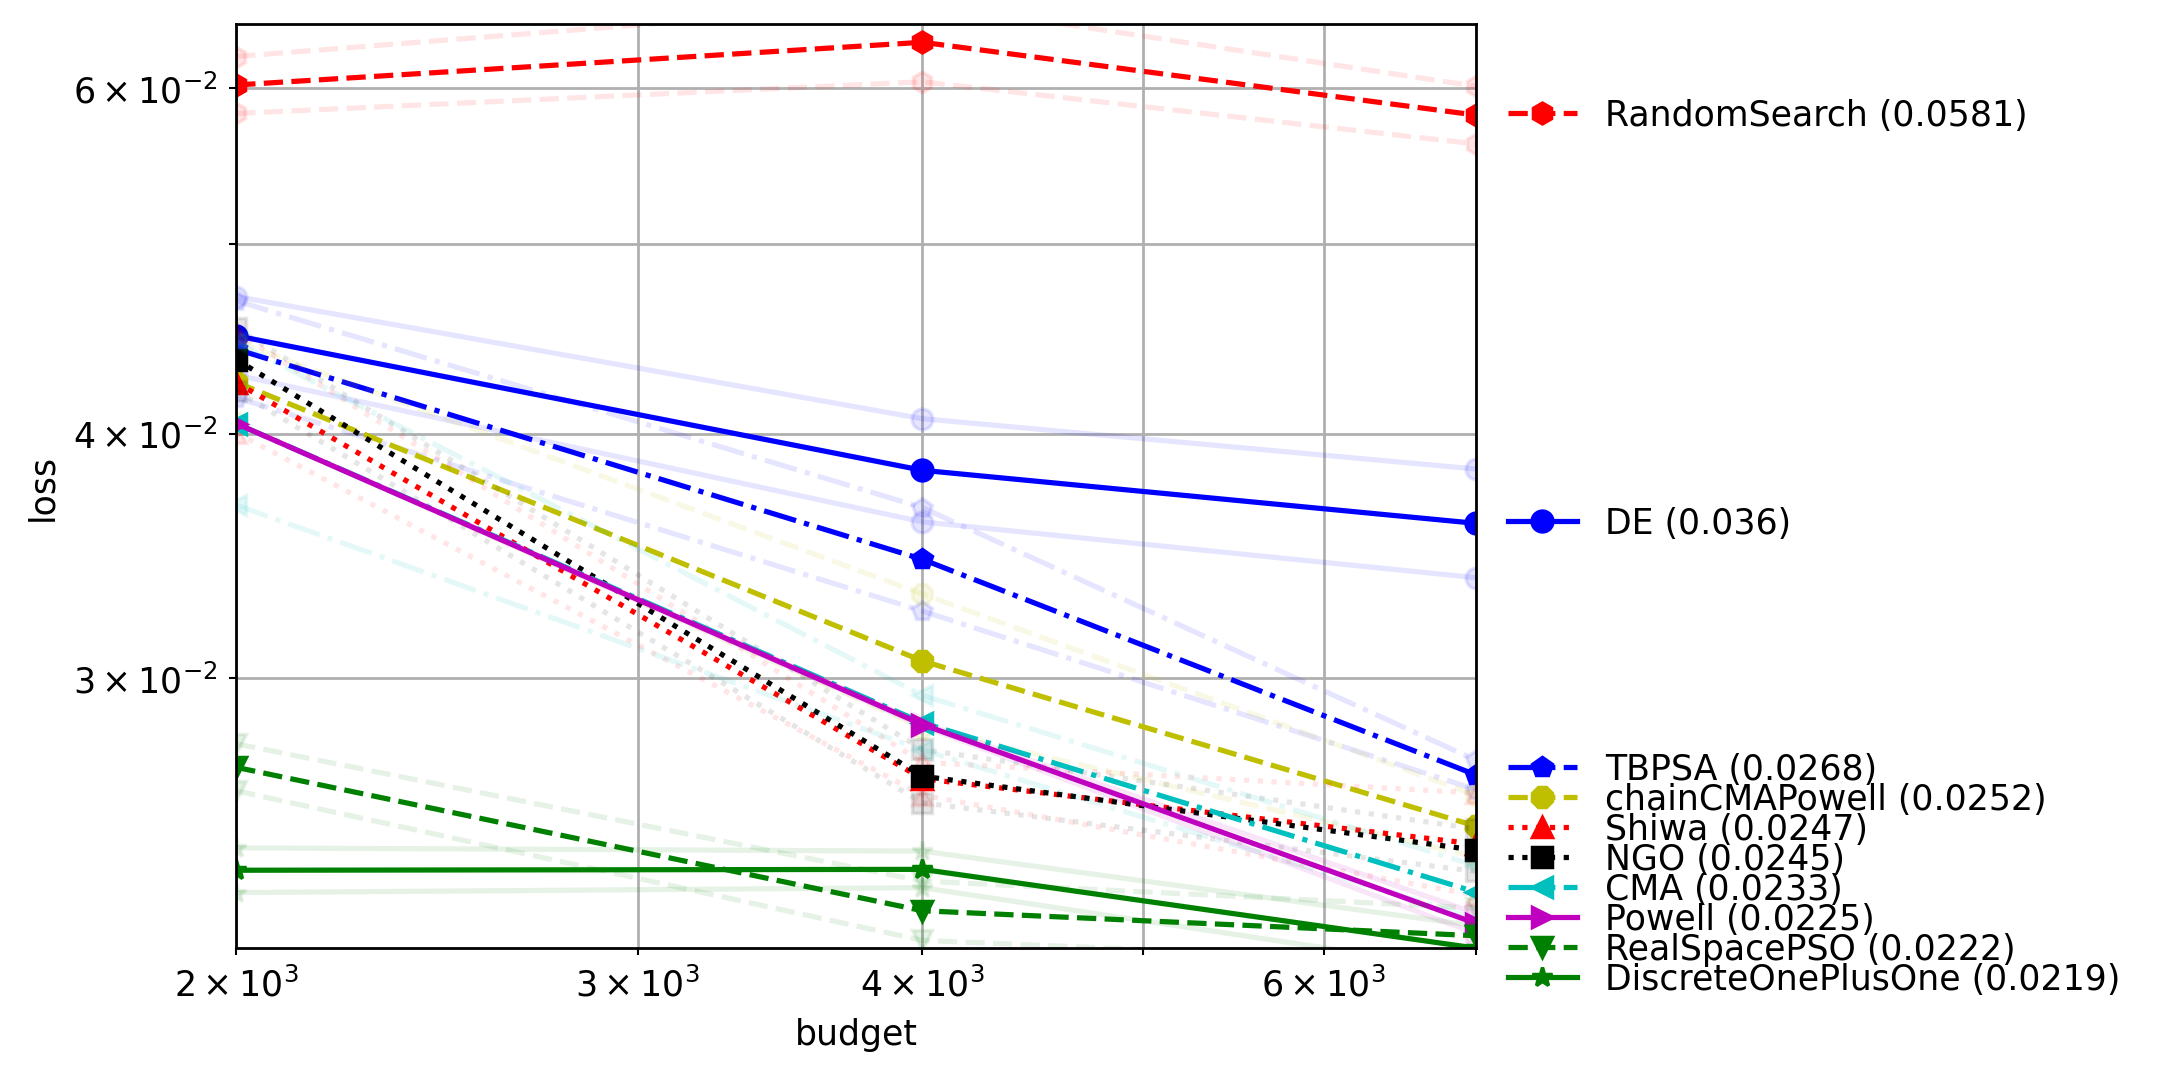 6 × 10⁻²
4 × 10⁻²
3 × 10⁻²
loss
2 × 10³
3 × 10³
4 × 10³
6 × 10³
budget
RandomSearch (0.0581)
DE (0.036)
TBPSA (0.0268)
chainCMAPowell (0.0252)
Shiwa (0.0247)
NGO (0.0245)
CMA (0.0233)
Powell (0.0225)
RealSpacePSO (0.0222)
DiscreteOnePlusOne (0.0219)